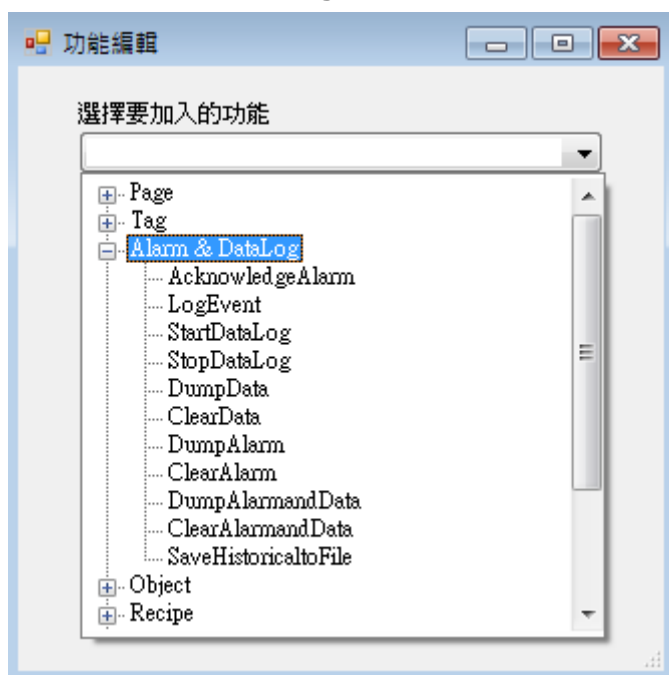 功能編輯
選擇要加入的功能
Page
Tag
Alarm & DataLog
AcknowledgeAlarm
LogEvent
StartDataLog
StopDataLog
DumpData
ClearData
DumpAlarm
ClearAlarm
DumpAlarmandData
ClearAlarmandData
SaveHistoricaltoFile
Object
Recipe